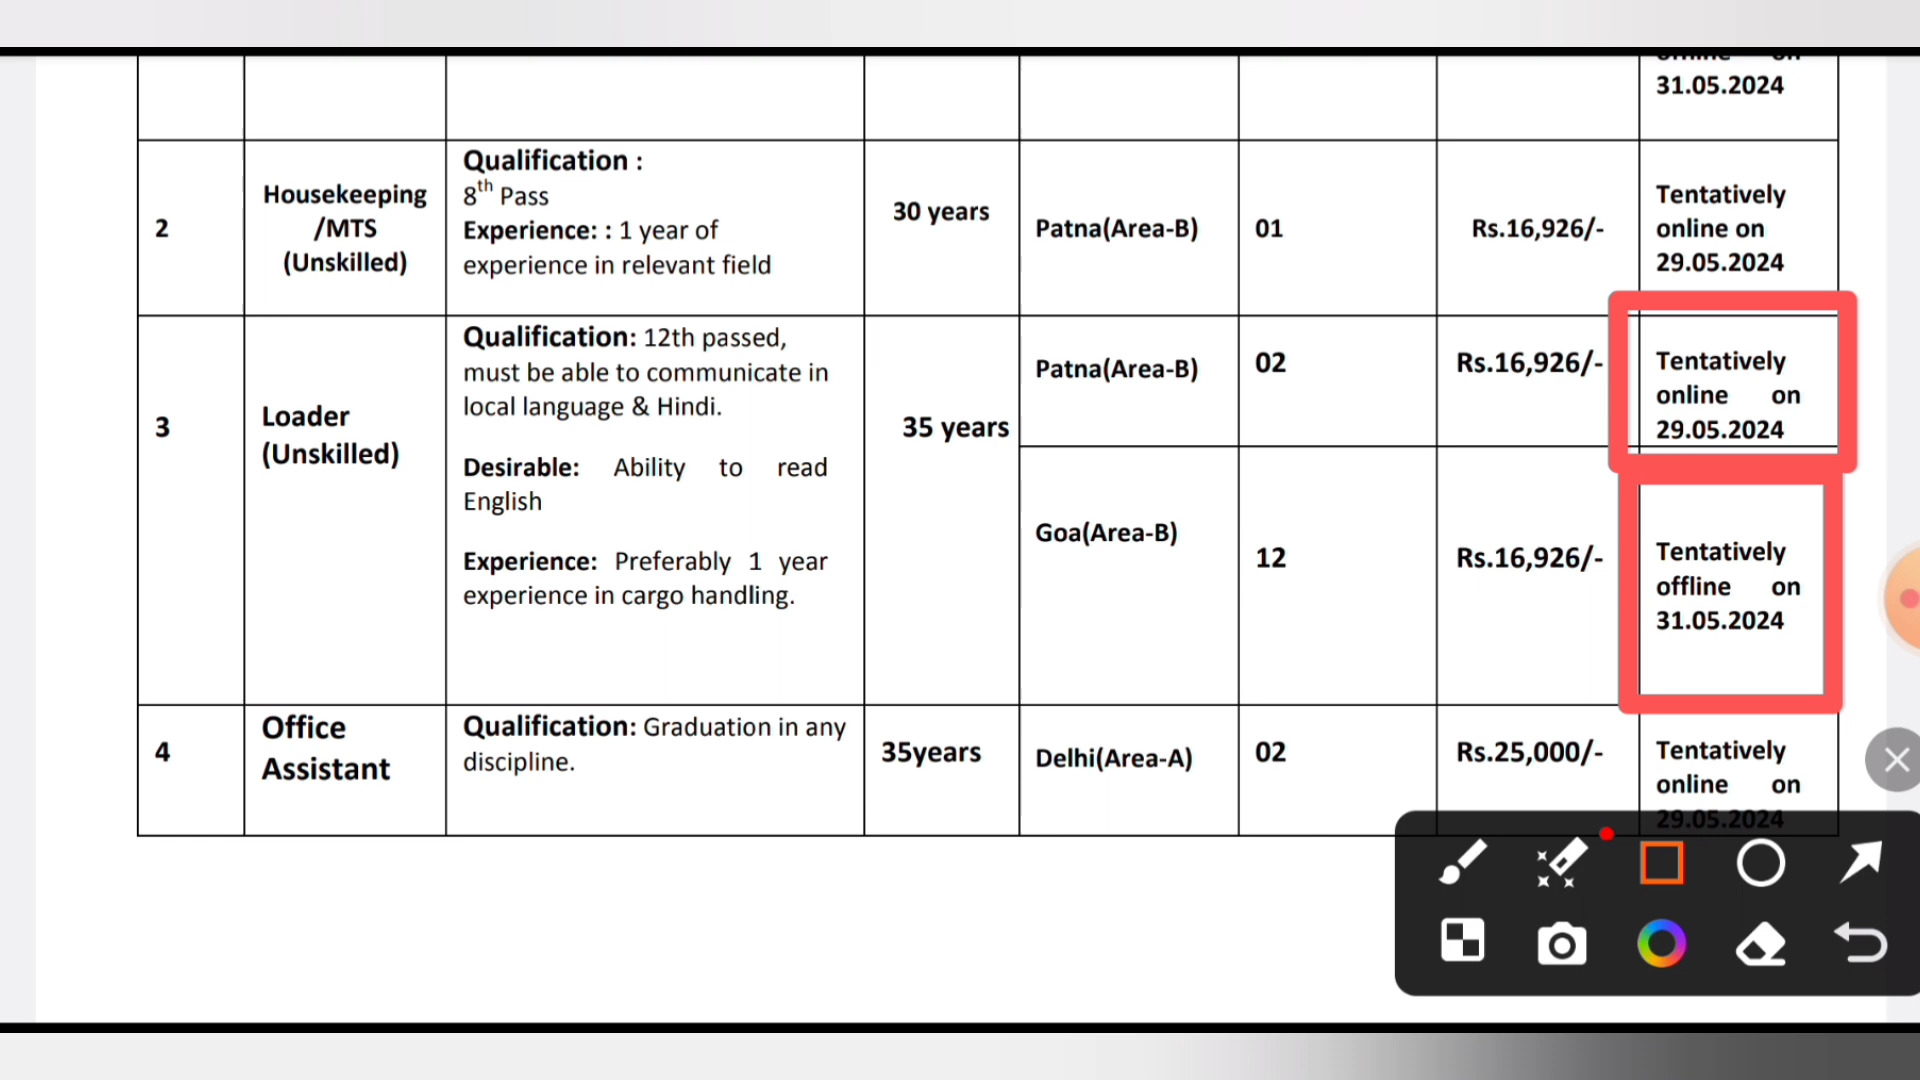 offline on
31.05.2024
2
Housekeeping
/MTS
(Unskilled)
Qualification :
8th Pass
Experience: : 1 year of
experience in relevant field
30 years
Patna(Area-B)
01
Rs.16,926/-
Tentatively
online on
29.05.2024
3
Loader
(Unskilled)
Qualification: 12th passed,
must be able to communicate in
local language & Hindi.
Desirable: Ability to read
English
Experience: Preferably 1 year
experience in cargo handling.
35 years
Patna(Area-B)
02
Rs.16,926/-
Tentatively
online on
29.05.2024
Goa(Area-B)
12
Rs.16,926/-
Tentatively
offline on
31.05.2024
4
Office
Assistant
Qualification: Graduation in any
discipline.
35years
Delhi(Area-A)
02
Rs.25,000/-
Tentatively
online on
29.05.2024